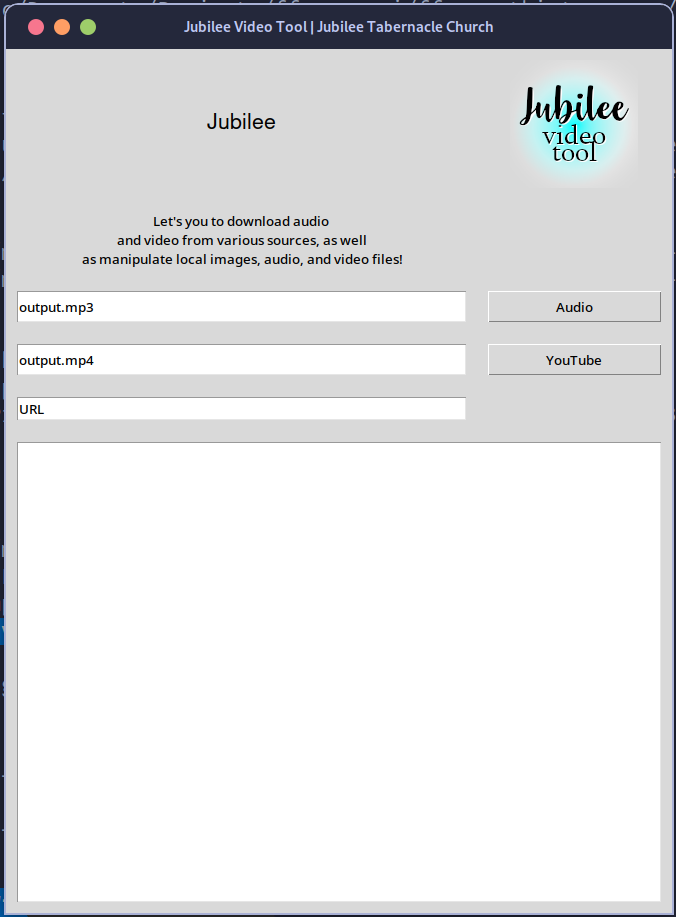 Jubilee Video Tool | Jubilee Tabernacle Church
Jubilee
Jubilee
video
tool
Let's you to download audio
and video from various sources, as well
as manipulate local images, audio, and video files!
output.mp3
Audio
output.mp4
YouTube
URL